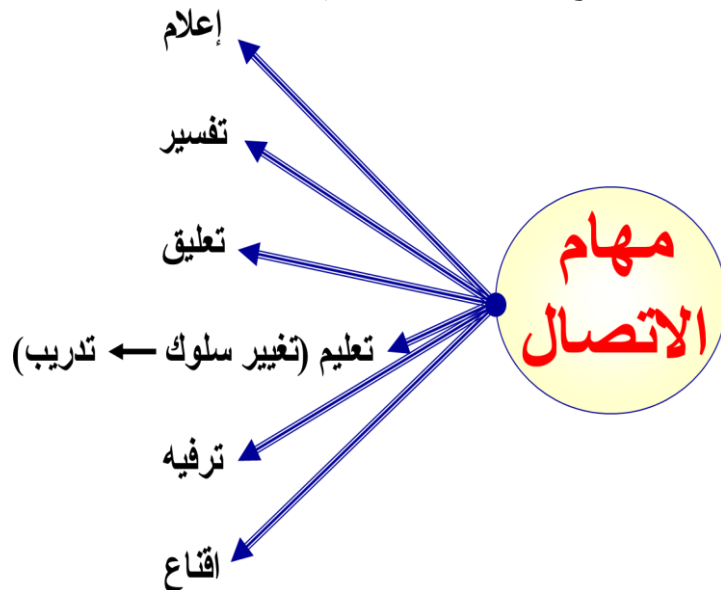 مهام
الاتصال
إعلام
تفسير
تعليق
تعليم (تغيير سلوك ← تدريب)
ترفيه
اقناع